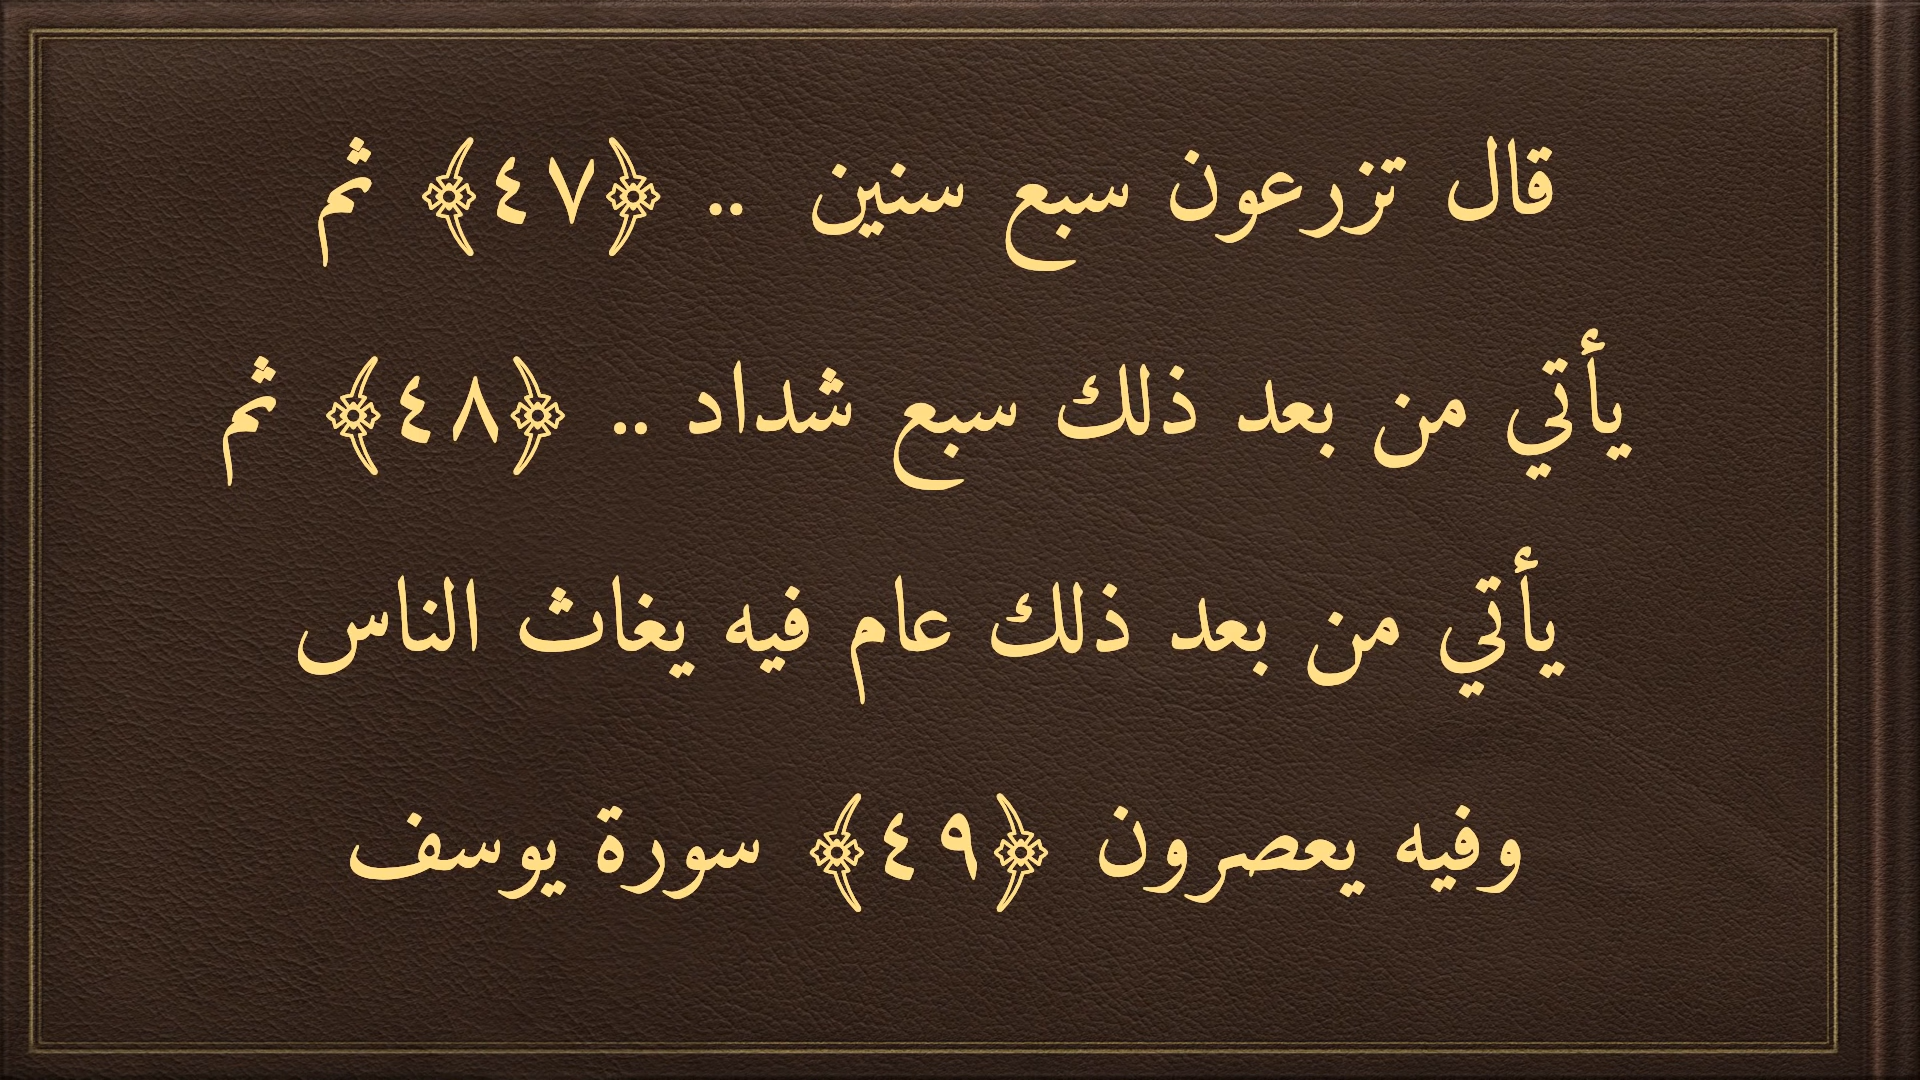 قال تزرعون سبع سنين .. ﴿٤٧﴾ ثم
يأتي من بعد ذلك سبع شداد .. ﴿٤٨﴾ ثم
يأتي من بعد ذلك عام فيه يغاث الناس
وفيه يعصرون ﴿٤٩﴾ سورة يوسف